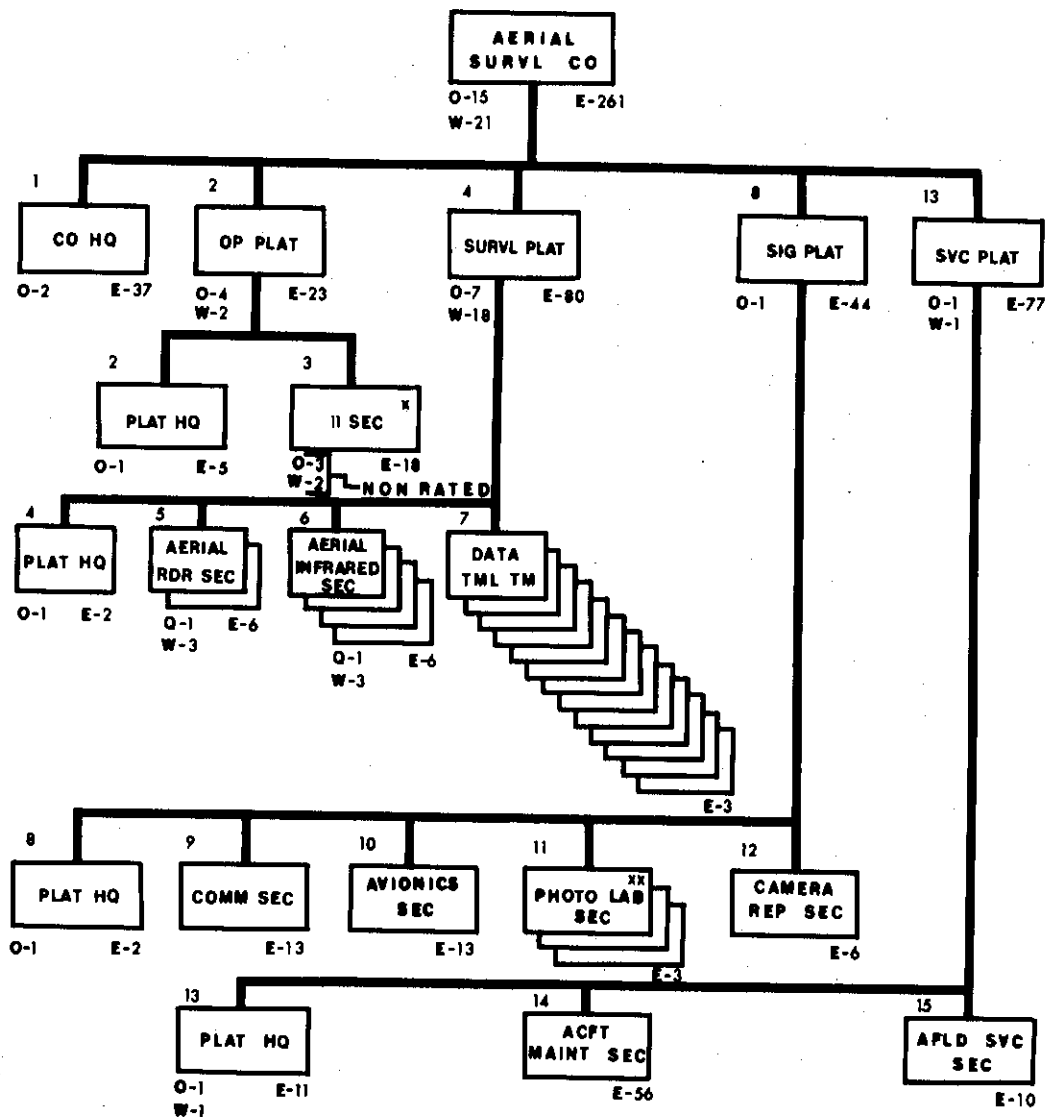 AERIAL
SURVL CO
O-15 E-261
W-21
1
CO HQ
O-2 E-37
2
OP PLAT
O-4 E-23
W-2
4
SURVL PLAT
O-7 E-80
W-18
8
SIG PLAT
O-1 E-44
13
SVC PLAT
O-1 E-77
W-1
2
PLAT HQ
O-1 E-5
3
x
II SEC
O-3 E-18
W-2
NON RATED
4
PLAT HQ
O-1 E-2
5
AERIAL
RDR SEC
O-1 E-6
W-3
6
AERIAL
INFRARED
SEC
O-1 E-6
W-3
7
DATA
TML TM
E-3
8
PLAT HQ
O-1 E-2
9
COMM SEC
E-13
10
AVIONICS
SEC
E-13
11
xx
PHOTO LAB
SEC
E-3
12
CAMERA
REP SEC
E-6
13
PLAT HQ
O-1 E-11
W-1
14
ACFT
MAINT SEC
E-56
15
AFLD SVC
SEC
E-10